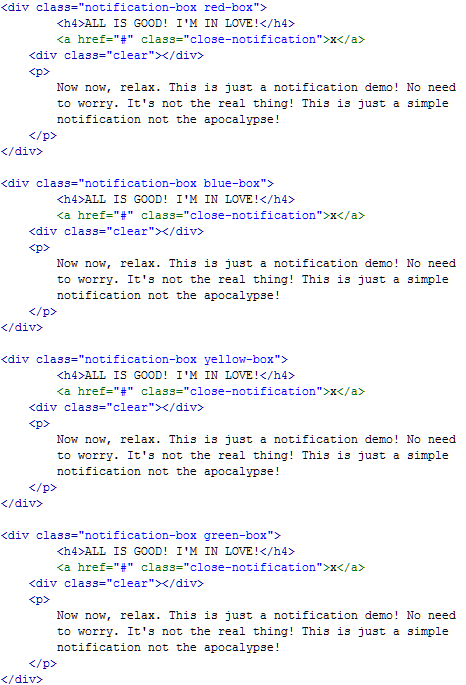 <div class="notification-box red-box">
        <h4>ALL IS GOOD! I'M IN LOVE!</h4>
        <a href="#" class="close-notification">x</a>
    <div class="clear"></div>
    <p>
        Now now, relax. This is just a notification demo! No need
        to worry. It's not the real thing! This is just a simple
        notification not the apocalypse!
    </p>
</div>

<div class="notification-box blue-box">
        <h4>ALL IS GOOD! I'M IN LOVE!</h4>
        <a href="#" class="close-notification">x</a>
    <div class="clear"></div>
    <p>
        Now now, relax. This is just a notification demo! No need
        to worry. It's not the real thing! This is just a simple
        notification not the apocalypse!
    </p>
</div>

<div class="notification-box yellow-box">
        <h4>ALL IS GOOD! I'M IN LOVE!</h4>
        <a href="#" class="close-notification">x</a>
    <div class="clear"></div>
    <p>
        Now now, relax. This is just a notification demo! No need
        to worry. It's not the real thing! This is just a simple
        notification not the apocalypse!
    </p>
</div>

<div class="notification-box green-box">
        <h4>ALL IS GOOD! I'M IN LOVE!</h4>
        <a href="#" class="close-notification">x</a>
    <div class="clear"></div>
    <p>
        Now now, relax. This is just a notification demo! No need
        to worry. It's not the real thing! This is just a simple
        notification not the apocalypse!
    </p>
</div>